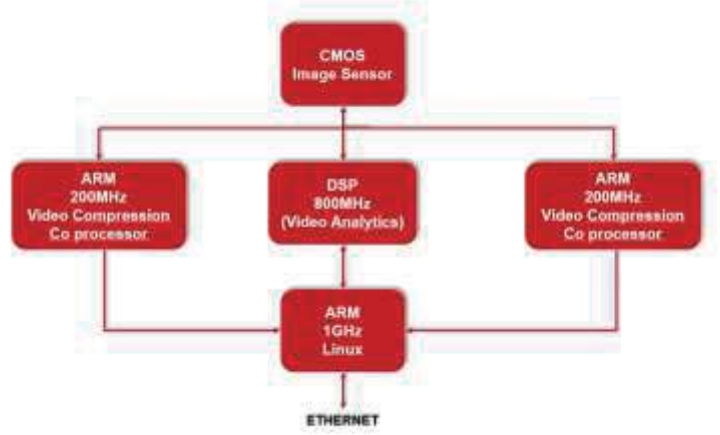 CMOS
Image Sensor
ARM
200MHz
Video Compression
Co processor
DSP
800MHz
(Video Analytics)
ARM
200MHz
Video Compression
Co processor
ARM
1GHz
Linux
ETHERNET